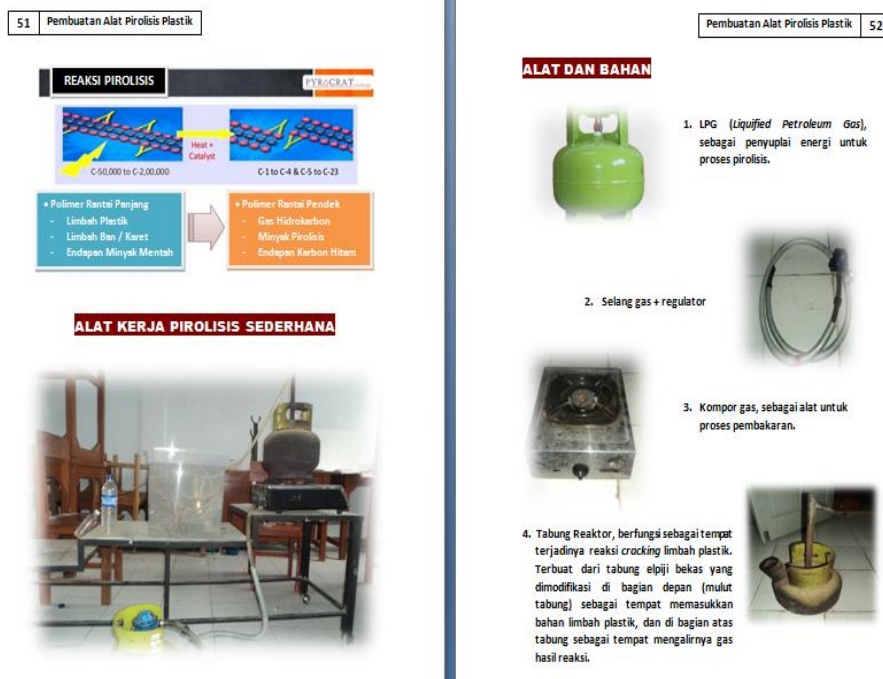 51 Pembuatan Alat Pirolisis Plastik
REAKSI PIROLISIS
PYROCRAT
Heat +
Catalyst
C-50,000 to C-2,00,000
C-1 to C-4 & C-5 to C-23
• Polimer Rantai Panjang
- Limbah Plastik
- Limbah Ban / Karet
- Endapan Minyak Mentah
• Polimer Rantai Pendek
- Gas Hidrokarbon
- Minyak Pirolisis
- Endapan Karbon Hitam
ALAT KERJA PIROLISIS SEDERHANA
Pembuatan Alat Pirolisis Plastik 52
ALAT DAN BAHAN
1. LPG (Liquified Petroleum Gas),
sebagai penyuplai energi untuk
proses pirolisis.
2. Selang gas + regulator
3. Kompor gas, sebagai alat untuk
proses pembakaran.
4. Tabung Reaktor, berfungsi sebagai tempat
terjadinya reaksi cracking limbah plastik.
Terbuat dari tabung elpiji bekas yang
dimodifikasi di bagian depan (mulut
tabung) sebagai tempat memasukkan
bahan limbah plastik, dan di bagian atas
tabung sebagai tempat mengalirnya gas
hasil reaksi.